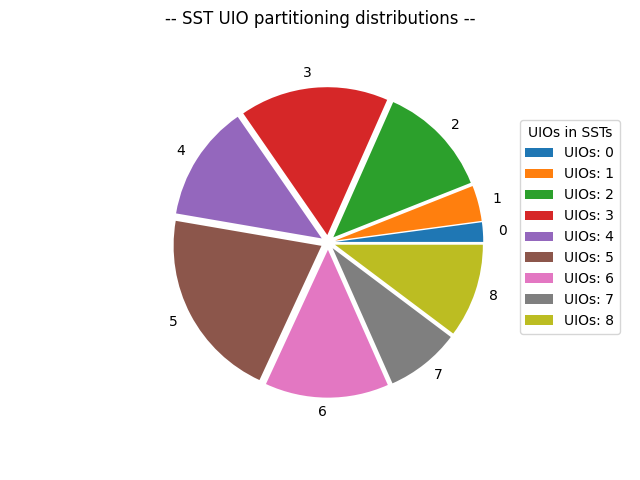 -- SST UIO partitioning distributions --
3
2
4
1
0
5
8
7
6
UIOs in SSTs
UIOs: 0
UIOs: 1
UIOs: 2
UIOs: 3
UIOs: 4
UIOs: 5
UIOs: 6
UIOs: 7
UIOs: 8